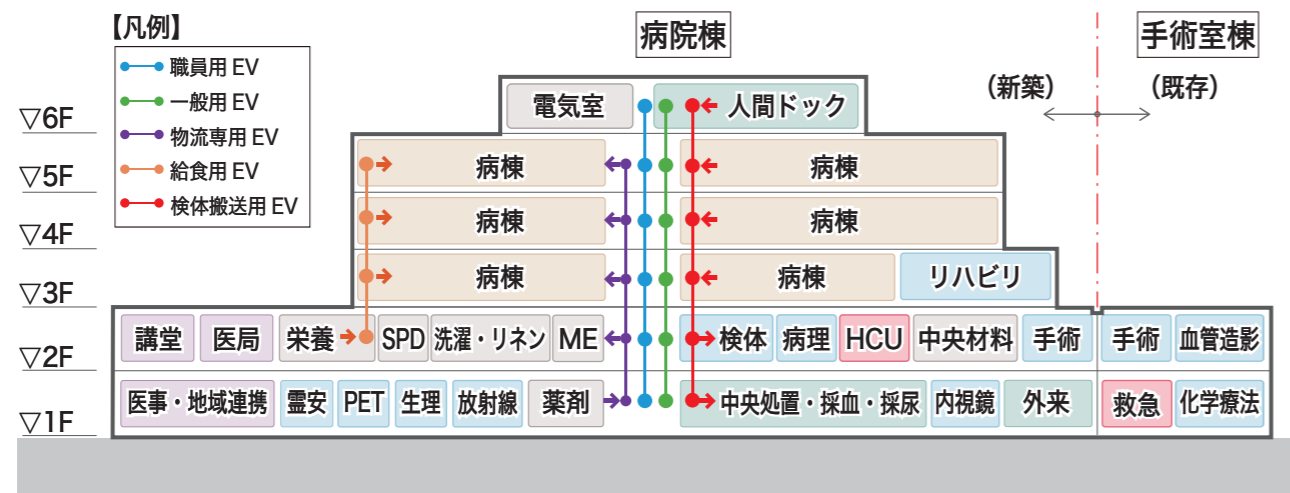 【凡例】
職員用 EV
一般用 EV
物流専用 EV
給食用 EV
検体搬送用 EV
病院棟
手術室棟
（新築）
（既存）
▽6F
電気室
人間ドック
▽5F
病棟
病棟
▽4F
病棟
病棟
▽3F
病棟
病棟
リハビリ
▽2F
講堂
医局
栄養
SPD
洗濯・リネン
ME
検体
病理
HCU
中央材料
手術
手術
血管造影
▽1F
医事・地域連携
霊安
PET
生理
放射線
薬剤
中央処置・採血・採尿
内視鏡
外来
救急
化学療法